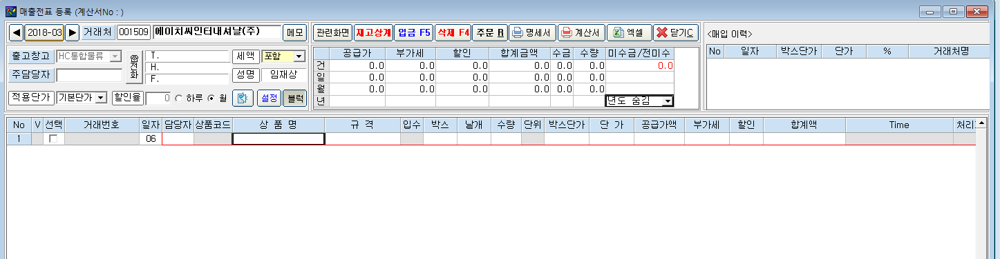 매출전표 등록 (계산서No : )
2018-03 거래처 001509 에이치씨인터내셔날(주) 메모
관련화면 재고상계 입금 F5 삭제 F4 주문 R 명세서 계산서 엑셀 닫기C
<매입 이력>
No 일자 박스단가 단가 % 거래처명
출고창고 HC통합물류 ☎전화 T. 세액 포함
H.
주담당자 F. 성명 임재상
적용단가 기본단가 할인율 0 하루 월 설정 블럭
공급가 부가세 할인 합계금액 수금 수량 미수금/전미수
건 0.0 0.0 0.0 0.0 0.0 0.0 0.0
일 0.0 0.0 0.0 0.0 0.0 0.0
월 0.0 0.0 0.0 0.0 0.0 0.0
년 년도 숨김
No V 선택 거래번호 일자 담당자 상품코드 상 품 명 규 격 입수 박스 낱개 수량 단위 박스단가 단 가 공급가액 부가세 할인 합계액 Time 처리
1 06